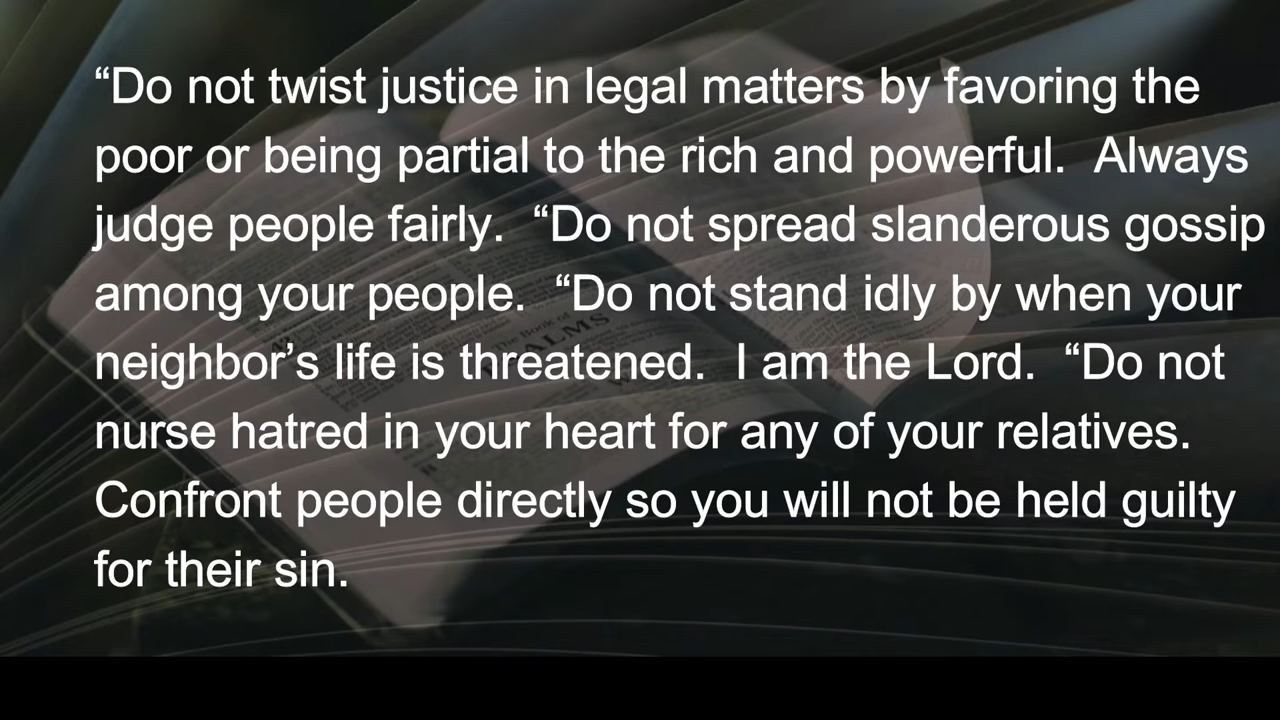 “Do not twist justice in legal matters by favoring the
poor or being partial to the rich and powerful.  Always
judge people fairly.  “Do not spread slanderous gossip
among your people.  “Do not stand idly by when your
neighbor’s life is threatened.  I am the Lord.  “Do not
nurse hatred in your heart for any of your relatives.
Confront people directly so you will not be held guilty
for their sin.
The Book of